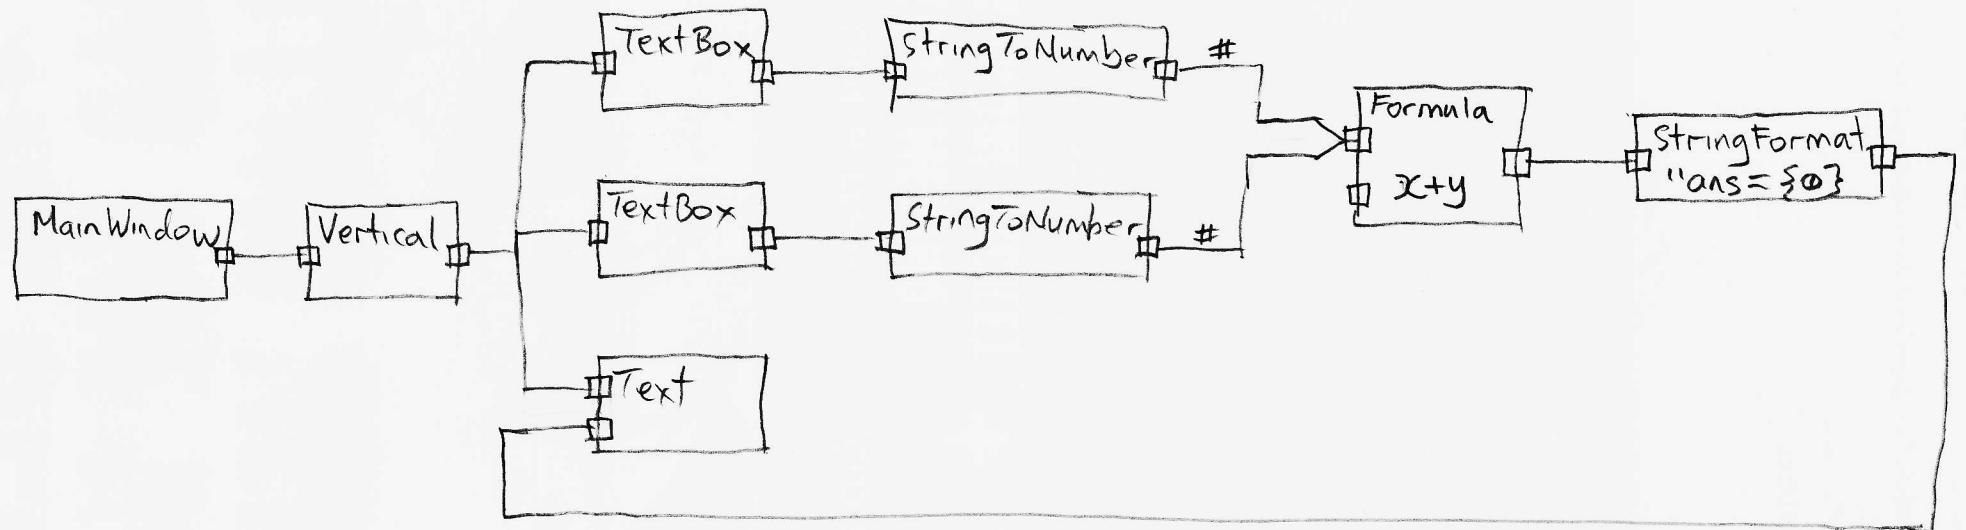 TextBox
StringToNumber
#
Formula
x+y
StringFormat
"ans={0}
MainWindow
Vertical
TextBox
StringToNumber
#
Text